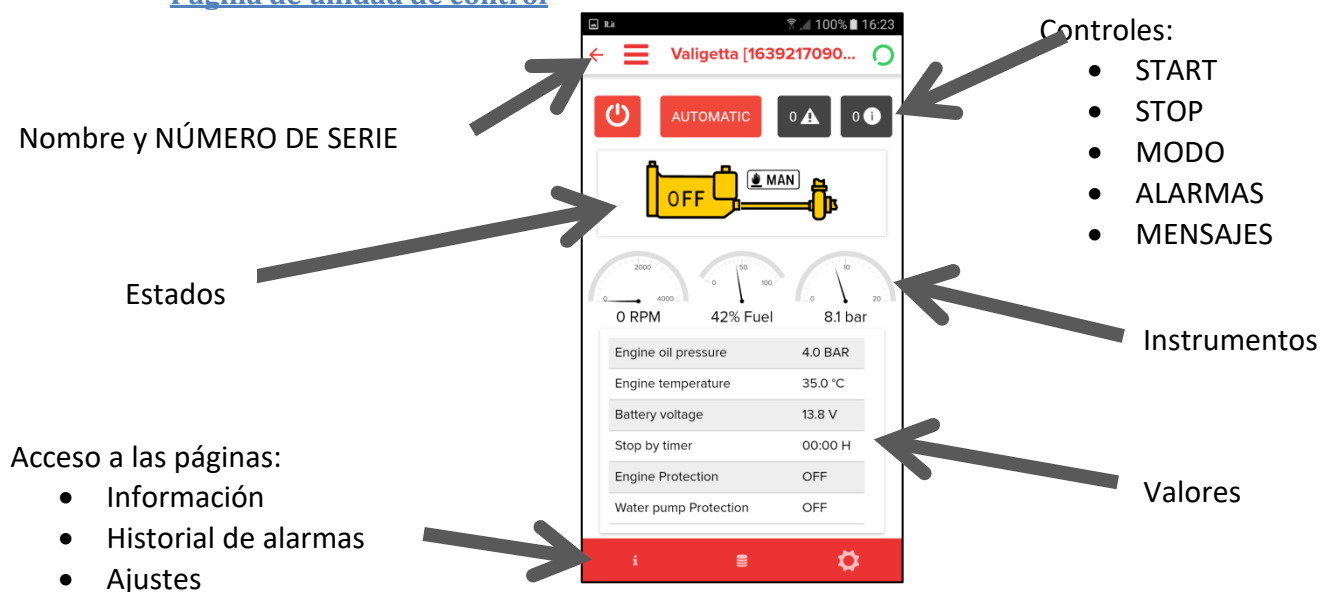 Página de unidad de control
100% 16:23
Valigetta [1639217090...
AUTOMATIC
0
0
MAN
OFF
2000
0
4000
0 RPM
50
0
100
42% Fuel
10
0
20
8.1 bar
Engine oil pressure 4.0 BAR
Engine temperature 35.0 °C
Battery voltage 13.8 V
Stop by timer 00:00 H
Engine Protection OFF
Water pump Protection OFF
i
Nombre y NÚMERO DE SERIE
Estados
Acceso a las páginas:
• Información
• Historial de alarmas
• Ajustes
Controles:
• START
• STOP
• MODO
• ALARMAS
• MENSAJES
Instrumentos
Valores